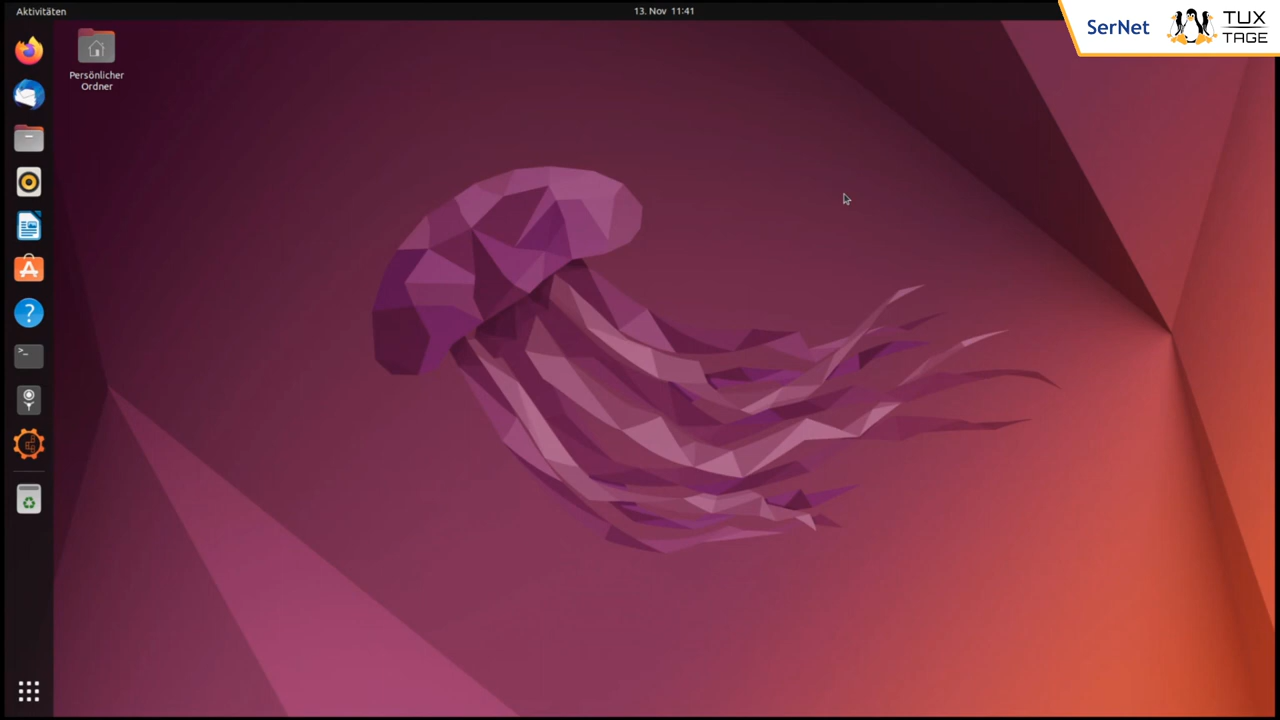 Aktivitäten
13. Nov 11:41
SerNet
TUX
TAGE
Persönlicher
Ordner